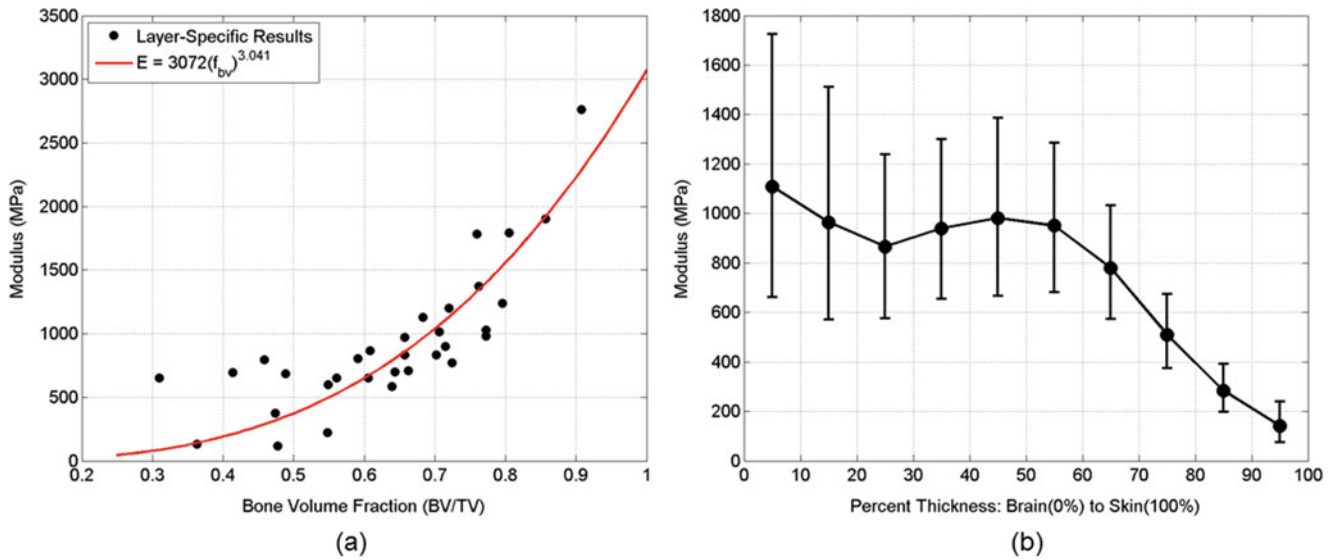 3500
3000
2500
2000
1500
1000
500
0
Modulus (MPa)
Layer-Specific Results
E = 3072(f_bv)^3.041
0.2 0.3 0.4 0.5 0.6 0.7 0.8 0.9 1
Bone Volume Fraction (BV/TV)
(a)
1800
1600
1400
1200
1000
800
600
400
200
0
Modulus (MPa)
0 10 20 30 40 50 60 70 80 90 100
Percent Thickness: Brain(0%) to Skin(100%)
(b)